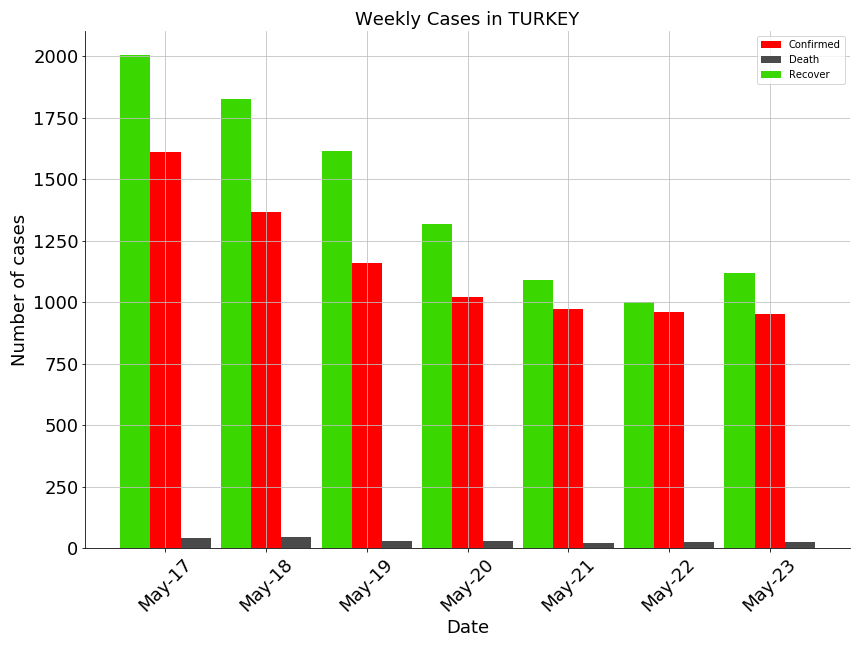 Weekly Cases in TURKEY
Confirmed
Death
Recover
Number of cases
2000
1750
1500
1250
1000
750
500
250
0
May-17
May-18
May-19
May-20
May-21
May-22
May-23
Date